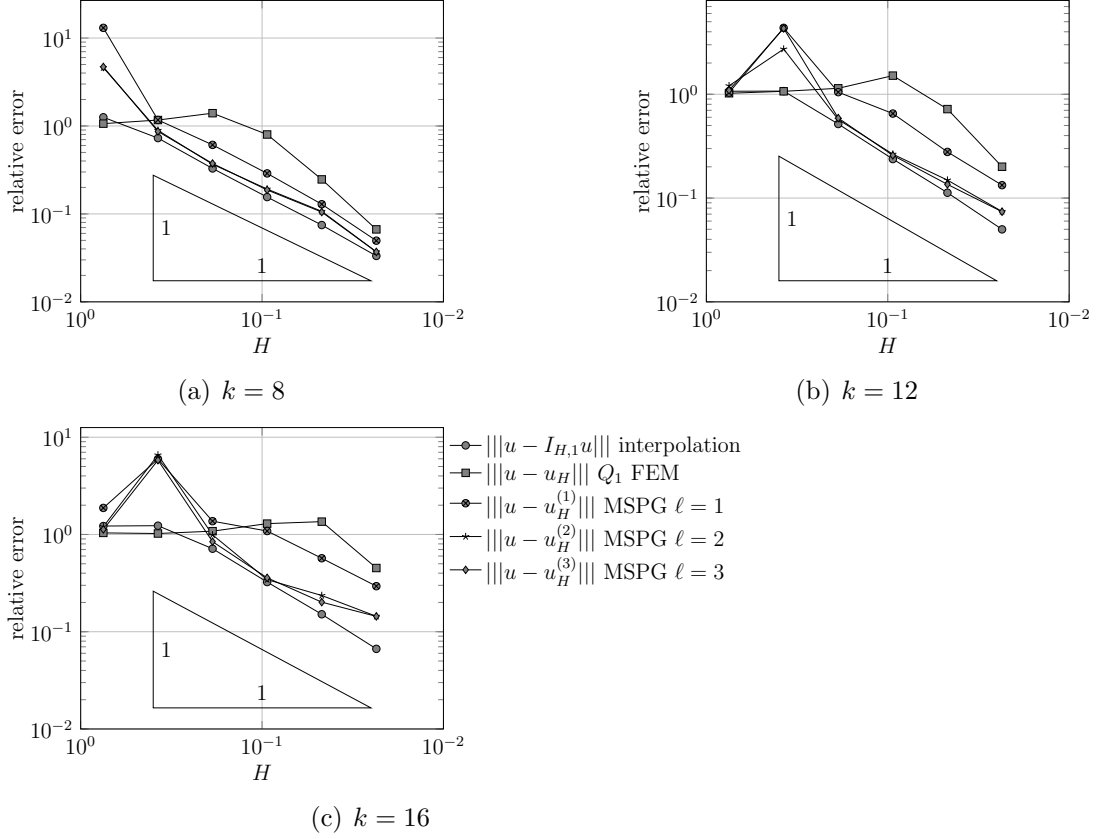 10^1
10^0
10^{-1}
10^{-2}
relative error
1
1
10^0
10^{-1}
10^{-2}
H
(a) k = 8
10^0
10^{-1}
10^{-2}
relative error
1
1
10^0
10^{-1}
10^{-2}
H
(b) k = 12
10^1
10^0
10^{-1}
10^{-2}
relative error
1
1
10^0
10^{-1}
10^{-2}
H
(c) k = 16
|||u − I_{H,1}u||| interpolation
|||u − u_H||| Q_1 FEM
|||u − u_H^{(1)}||| MSPG ℓ = 1
|||u − u_H^{(2)}||| MSPG ℓ = 2
|||u − u_H^{(3)}||| MSPG ℓ = 3